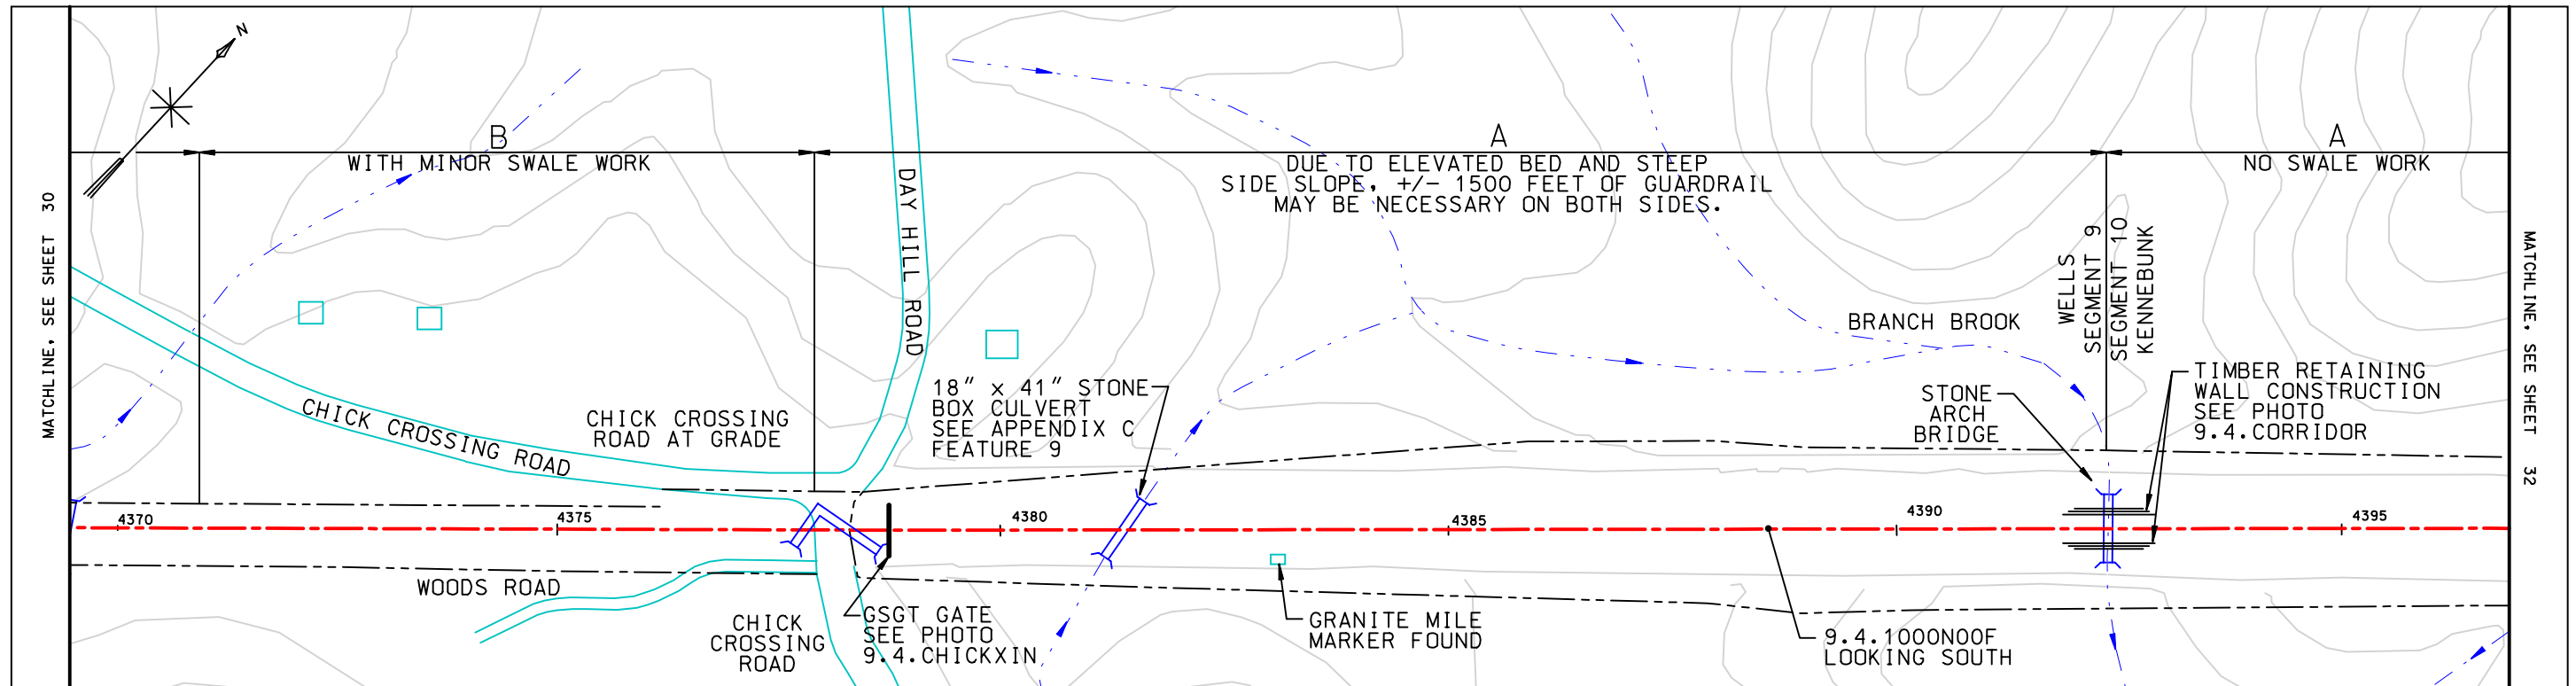 N
B
WITH MINOR SWALE WORK
A
DUE TO ELEVATED BED AND STEEP
SIDE SLOPE, +/- 1500 FEET OF GUARDRAIL
MAY BE NECESSARY ON BOTH SIDES.
A
NO SWALE WORK
MATCHLINE, SEE SHEET 30
DAY HILL ROAD
WELLS
SEGMENT 9
SEGMENT 10
KENNEBUNK
MATCHLINE, SEE SHEET 32
BRANCH BROOK
CHICK CROSSING ROAD
CHICK CROSSING
ROAD AT GRADE
18" x 41" STONE
BOX CULVERT
SEE APPENDIX C
FEATURE 9
STONE
ARCH
BRIDGE
TIMBER RETAINING
WALL CONSTRUCTION
SEE PHOTO
9.4.CORRIDOR
4370
4375
4380
4385
4390
4395
WOODS ROAD
CHICK
CROSSING
ROAD
GSGT GATE
SEE PHOTO
9.4.CHICKXIN
GRANITE MILE
MARKER FOUND
9.4.1000NOOF
LOOKING SOUTH